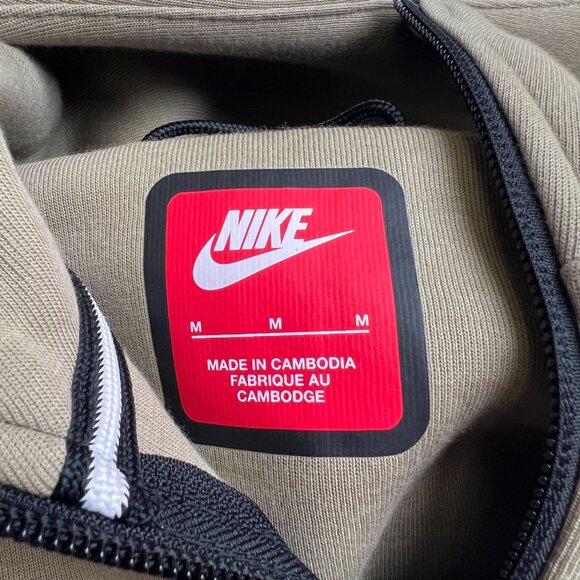 NIKE
M M M
MADE IN CAMBODIA
FABRIQUE AU
CAMBODGE